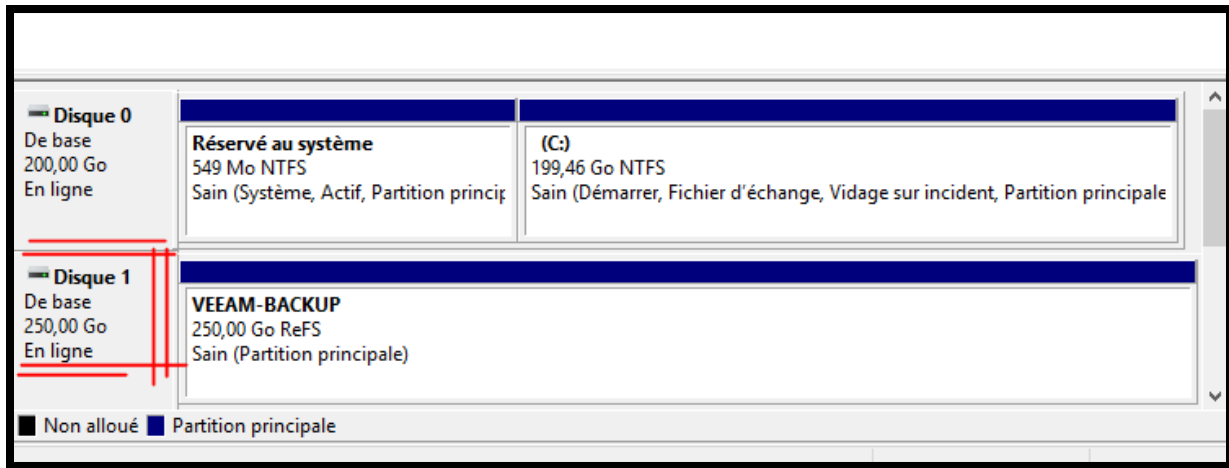 Disque 0
De base
200,00 Go
En ligne
Réservé au système
549 Mo NTFS
Sain (Système, Actif, Partition princip
(C:)
199,46 Go NTFS
Sain (Démarrer, Fichier d'échange, Vidage sur incident, Partition principale
Disque 1
De base
250,00 Go
En ligne
VEEAM-BACKUP
250,00 Go ReFS
Sain (Partition principale)
Non alloué Partition principale